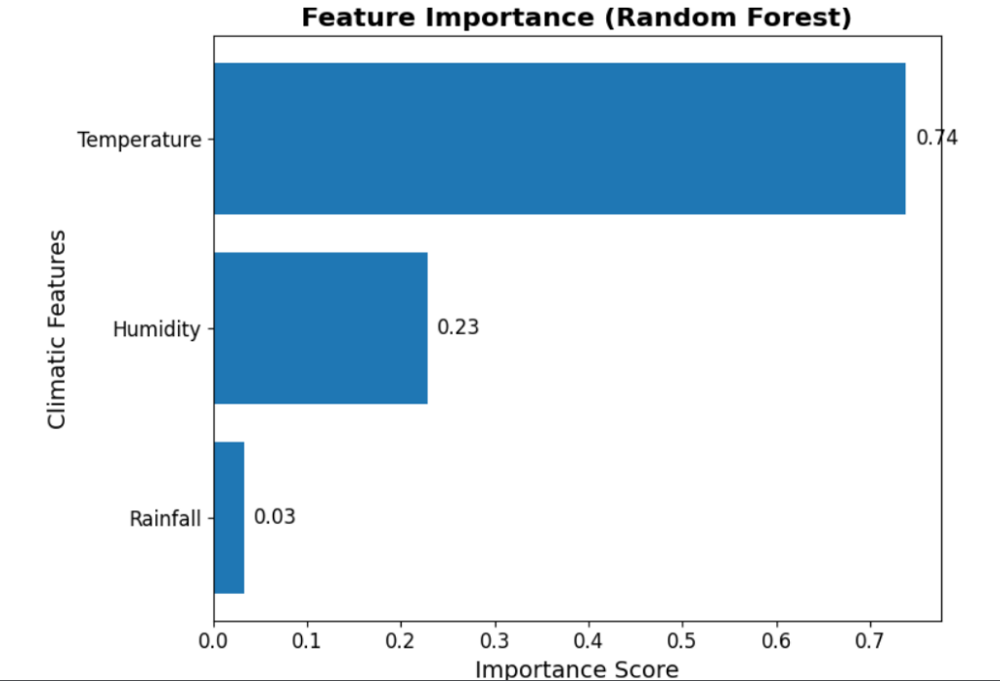 Feature Importance (Random Forest)
Temperature
0.74
Humidity
0.23
Rainfall
0.03
Climatic Features
0.0 0.1 0.2 0.3 0.4 0.5 0.6 0.7
Importance Score